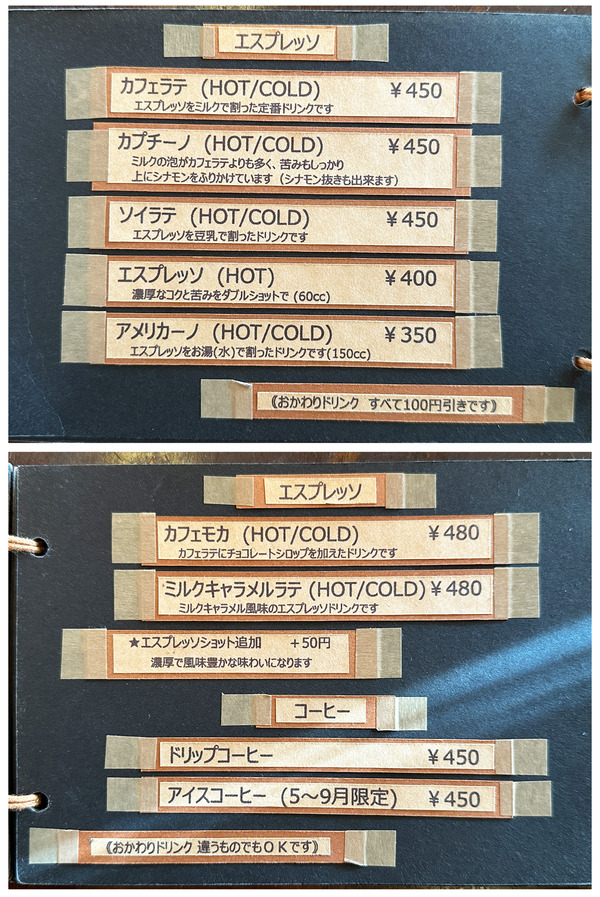 エスプレッソ
カフェラテ (HOT/COLD) ¥450
エスプレッソをミルクで割った定番ドリンクです
カプチーノ (HOT/COLD) ¥450
ミルクの泡がカフェラテよりも多く、苦みもしっかり
上にシナモンをふりかけています (シナモン抜きも出来ます)
ソイラテ (HOT/COLD) ¥450
エスプレッソを豆乳で割ったドリンクです
エスプレッソ (HOT) ¥400
濃厚なコクと苦みをダブルショットで (60cc)
アメリカーノ (HOT/COLD) ¥350
エスプレッソをお湯(水)で割ったドリンクです(150cc)
《おかわりドリンク すべて100円引きです》
エスプレッソ
カフェモカ (HOT/COLD) ¥480
カフェラテにチョコレートシロップを加えたドリンクです
ミルクキャラメルラテ (HOT/COLD) ¥480
ミルクキャラメル風味のエスプレッソドリンクです
★エスプレッソショット追加 +50円
濃厚で風味豊かな味わいになります
コーヒー
ドリップコーヒー ¥450
アイスコーヒー (5～9月限定) ¥450
《おかわりドリンク 違うものでもOKです》